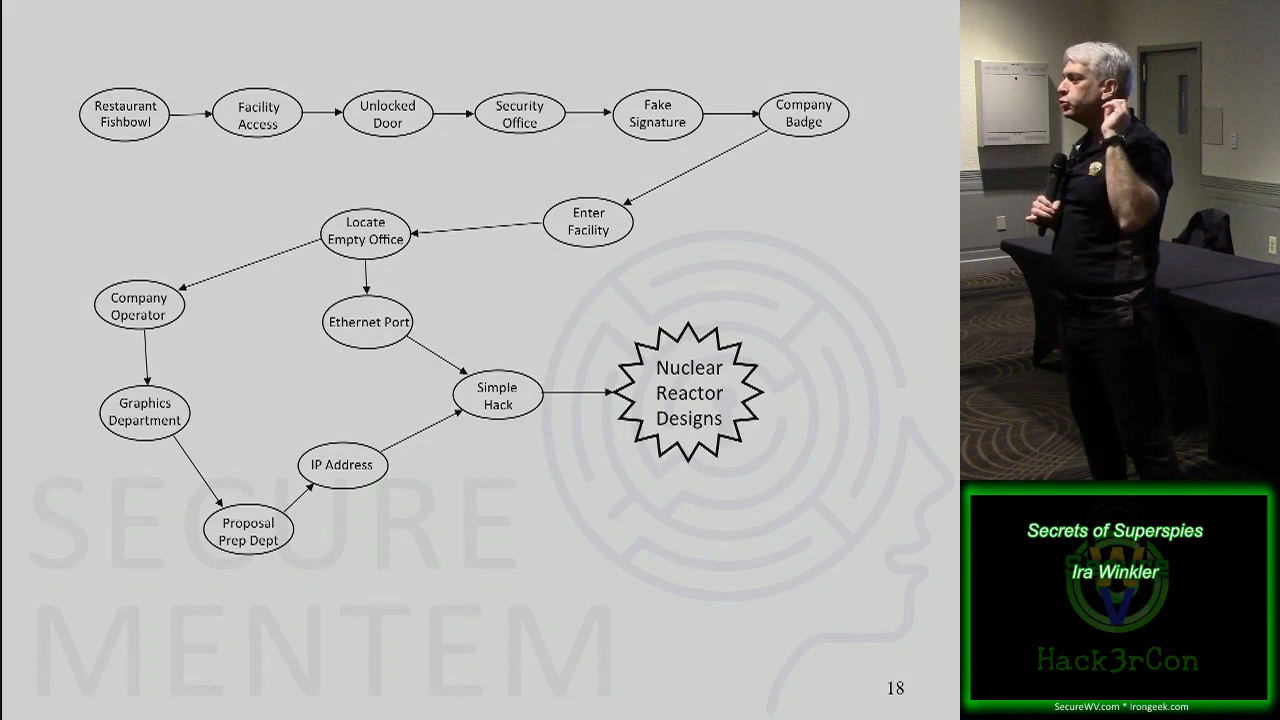 Restaurant
Fishbowl
Facility
Access
Unlocked
Door
Security
Office
Fake
Signature
Company
Badge
Enter
Facility
Locate
Empty Office
Company
Operator
Ethernet Port
Graphics
Department
Simple
Hack
Nuclear
Reactor
Designs
IP Address
Proposal
Prep Dept
SECURE
MENTEM
18
Secrets of Superspies
Ira Winkler
Hack3rCon
SecureWV.com * Irongeek.com